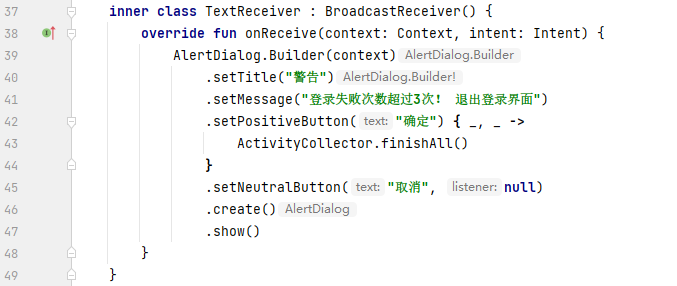 37 inner class TextReceiver : BroadcastReceiver() {
38 override fun onReceive(context: Context, intent: Intent) {
39 AlertDialog.Builder(context) AlertDialog.Builder
40 .setTitle("警告") AlertDialog.Builder!
41 .setMessage("登录失败次数超过3次! 退出登录界面")
42 .setPositiveButton( text: "确定") { _, _ ->
43 ActivityCollector.finishAll()
44 }
45 .setNeutralButton( text: "取消", listener: null)
46 .create() AlertDialog
47 .show()
48 }
49 }